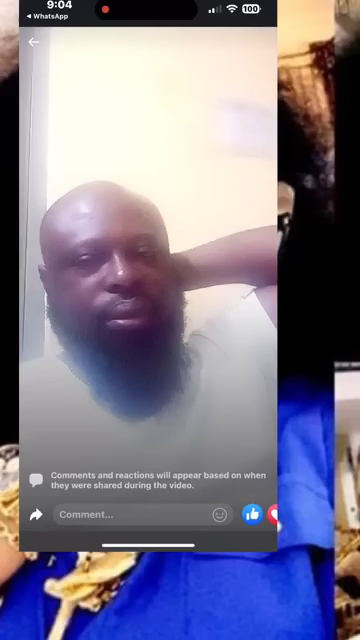 9:04
100
WhatsApp
Comments and reactions will appear based on when
they were shared during the video.
Comment...